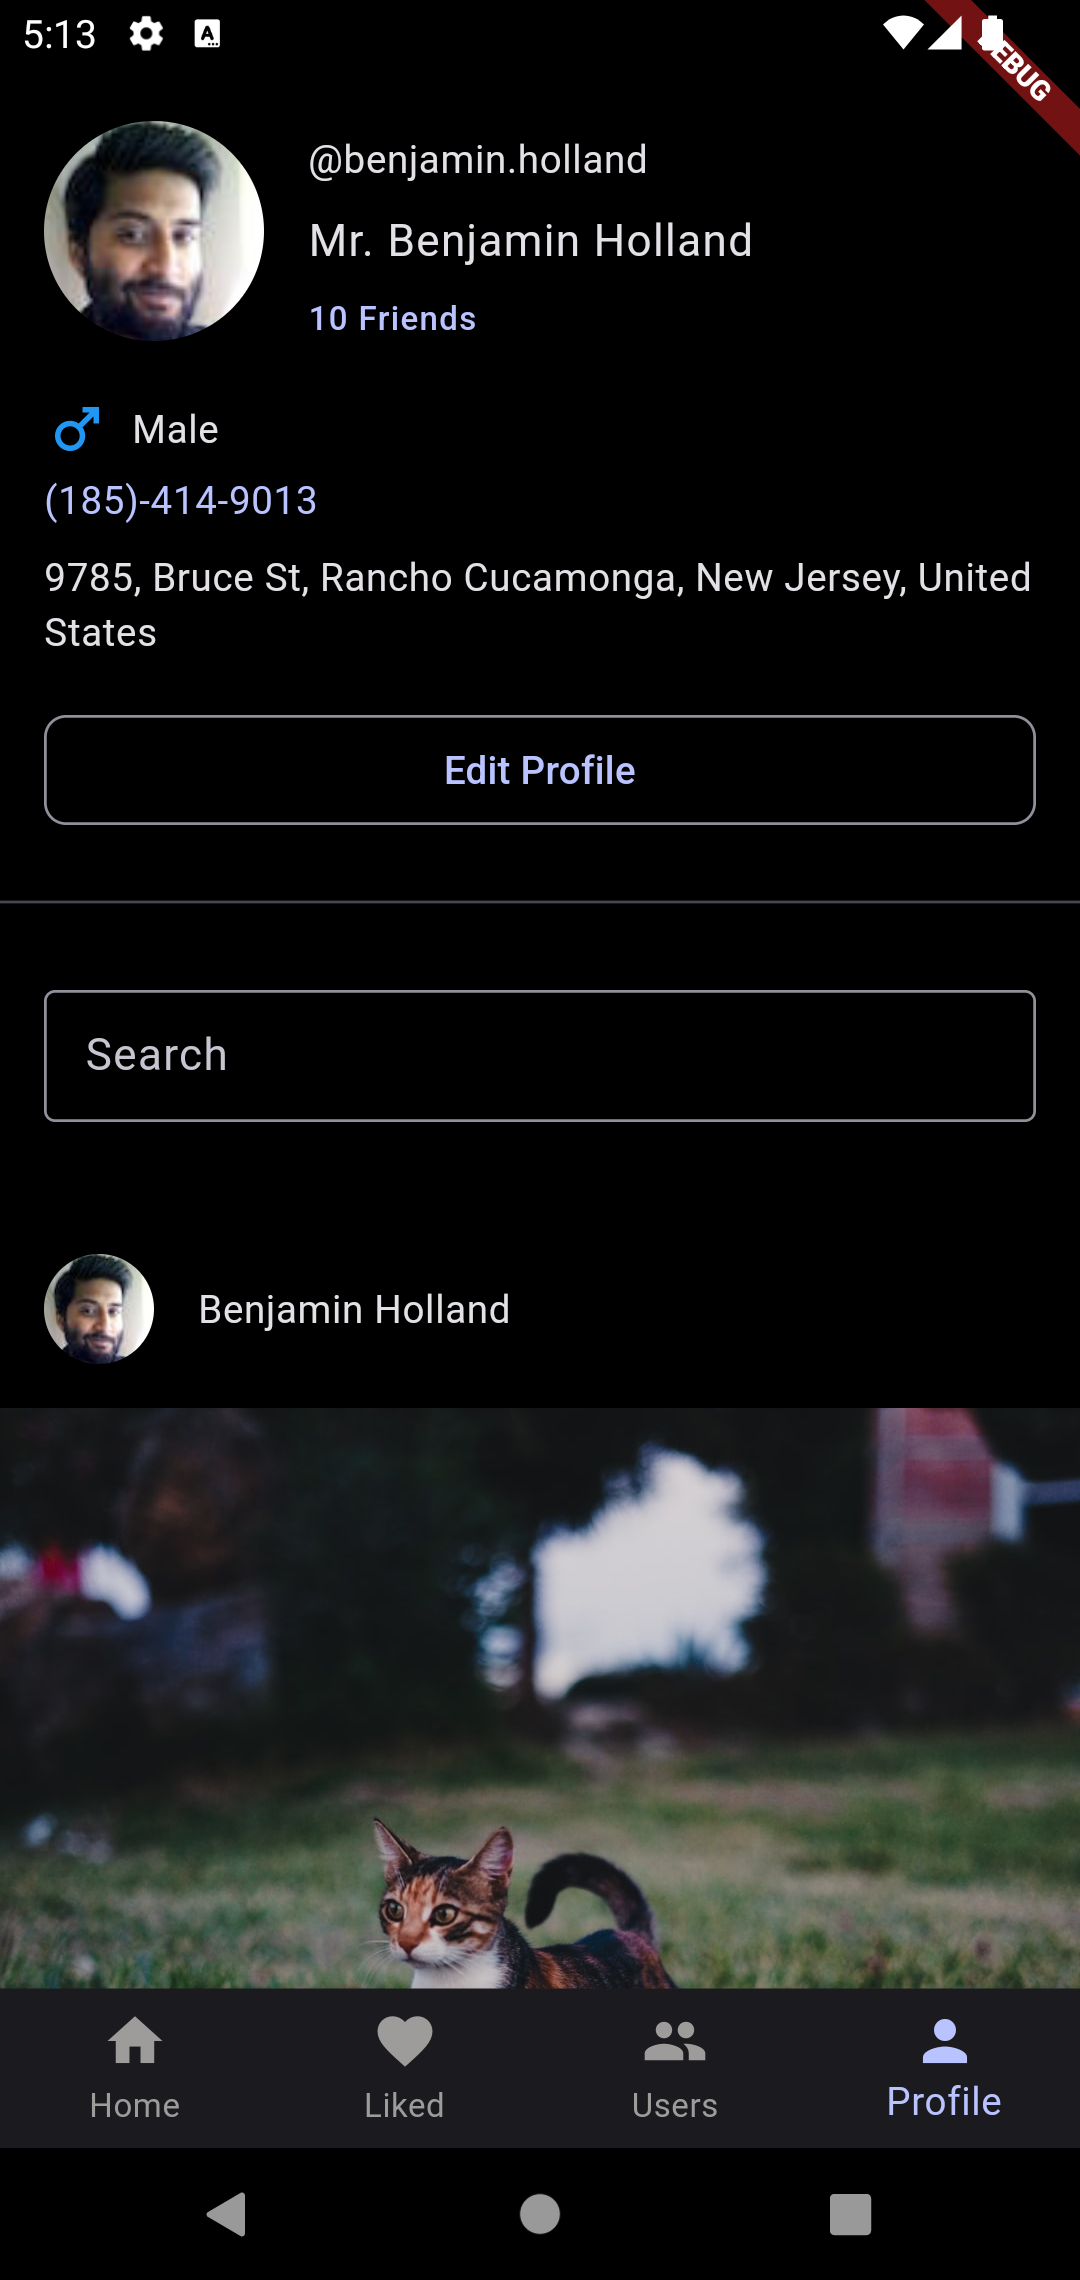 5:13
EBUG
@benjamin.holland
Mr. Benjamin Holland
10 Friends
Male
(185)-414-9013
9785, Bruce St, Rancho Cucamonga, New Jersey, United
States
Edit Profile
Search
Benjamin Holland
Home
Liked
Users
Profile